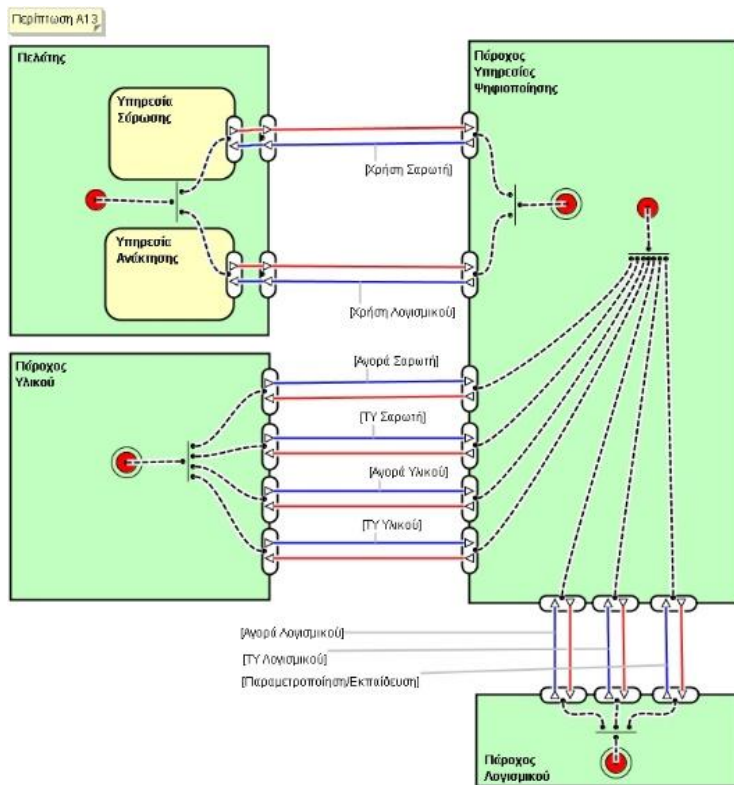 Περίπτωση Α13
Πελάτης
Υπηρεσία
Σάρωσης
Υπηρεσία
Ανάκτησης
Πάροχος
Υπηρεσίας
Ψηφιοποίησης
[Χρήση Σαρωτή]
[Χρήση Λογισμικού]
Πάροχος
Υλικού
[Αγορά Σαρωτή]
[ΤΥ Σαρωτή]
[Αγορά Υλικού]
[ΤΥ Υλικού]
[Αγορά Λογισμικού]
[ΤΥ Λογισμικού]
[Παραμετροποίηση/Εκπαίδευση]
Πάροχος
Λογισμικού